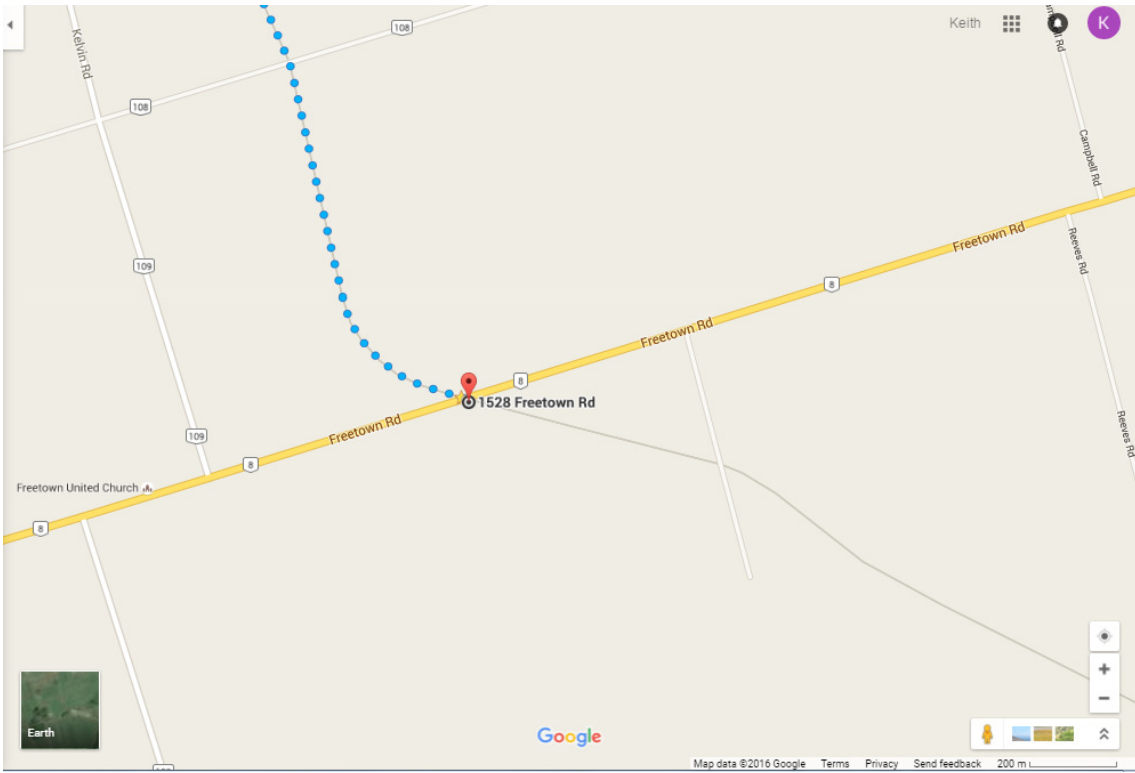 108
Keith
K
Kelvin Rd
Campbell Rd
108
Campbell Rd
Freetown Rd
Reeves Rd
109
8
Freetown Rd
8
1528 Freetown Rd
Freetown Rd
Reeves Rd
109
8
Freetown United Church
8
Earth
Google
Map data ©2016 Google Terms Privacy Send feedback 200 m